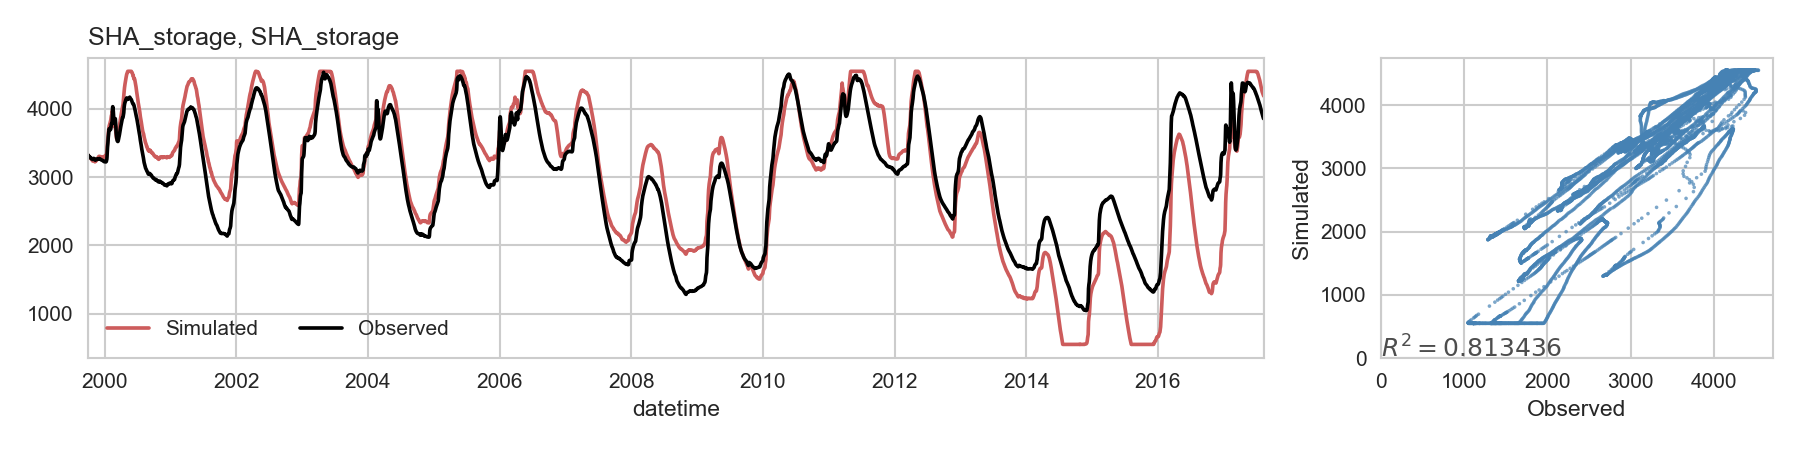 SHA_storage, SHA_storage
4000
3000
2000
1000
Simulated Observed
2000 2002 2004 2006 2008 2010 2012 2014 2016
datetime
Simulated
4000
3000
2000
1000
0
R² = 0.813436
0 1000 2000 3000 4000
Observed